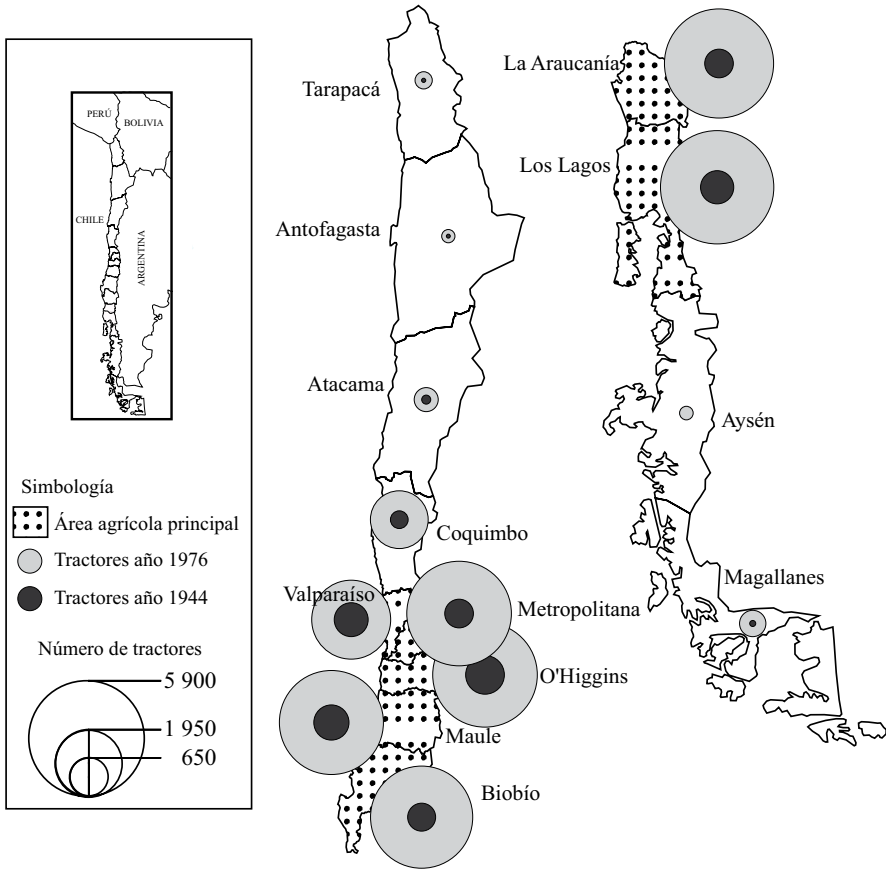 PERÚ
BOLIVIA
CHILE
ARGENTINA
Simbología
Área agrícola principal
Tractores año 1976
Tractores año 1944
Número de tractores
5 900
1 950
650
Tarapacá
Antofagasta
Atacama
Coquimbo
Valparaíso
Metropolitana
O'Higgins
Maule
Biobío
La Araucanía
Los Lagos
Aysén
Magallanes